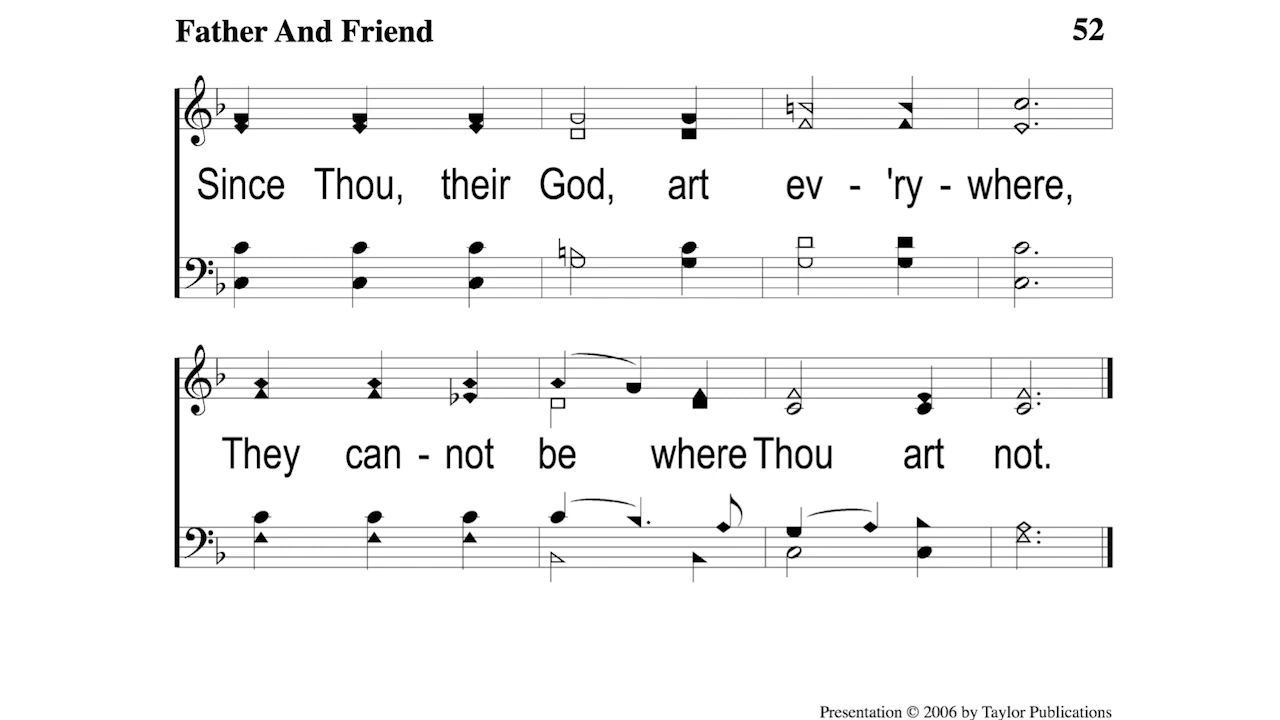 Father And Friend 52
Since Thou, their God, art ev - 'ry - where,
They can - not be where Thou art not.
Presentation © 2006 by Taylor Publications